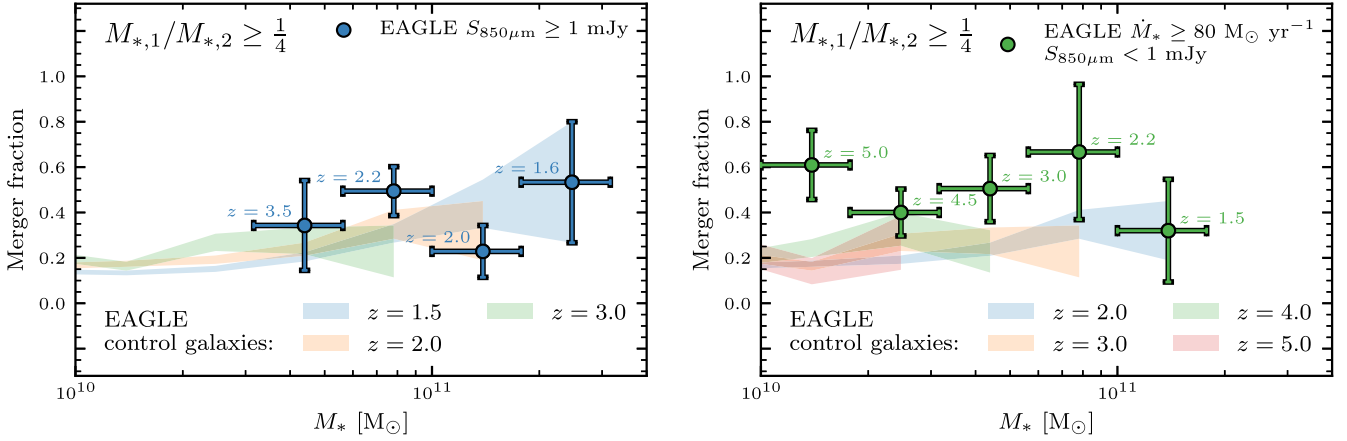 M*,1/M*,2 ≥ 1/4
EAGLE S850μm ≥ 1 mJy
1.2
1.0
0.8
0.6
0.4
0.2
0.0
Merger fraction
z = 3.5
z = 2.2
z = 2.0
z = 1.6
EAGLE
control galaxies:
z = 1.5
z = 3.0
z = 2.0
10^10
10^11
M* [M⊙]
M*,1/M*,2 ≥ 1/4
EAGLE Ṁ* ≥ 80 M⊙ yr−1
S850μm < 1 mJy
1.2
1.0
0.8
0.6
0.4
0.2
0.0
Merger fraction
z = 5.0
z = 4.5
z = 3.0
z = 2.2
z = 1.5
EAGLE
control galaxies:
z = 2.0
z = 4.0
z = 3.0
z = 5.0
10^10
10^11
M* [M⊙]